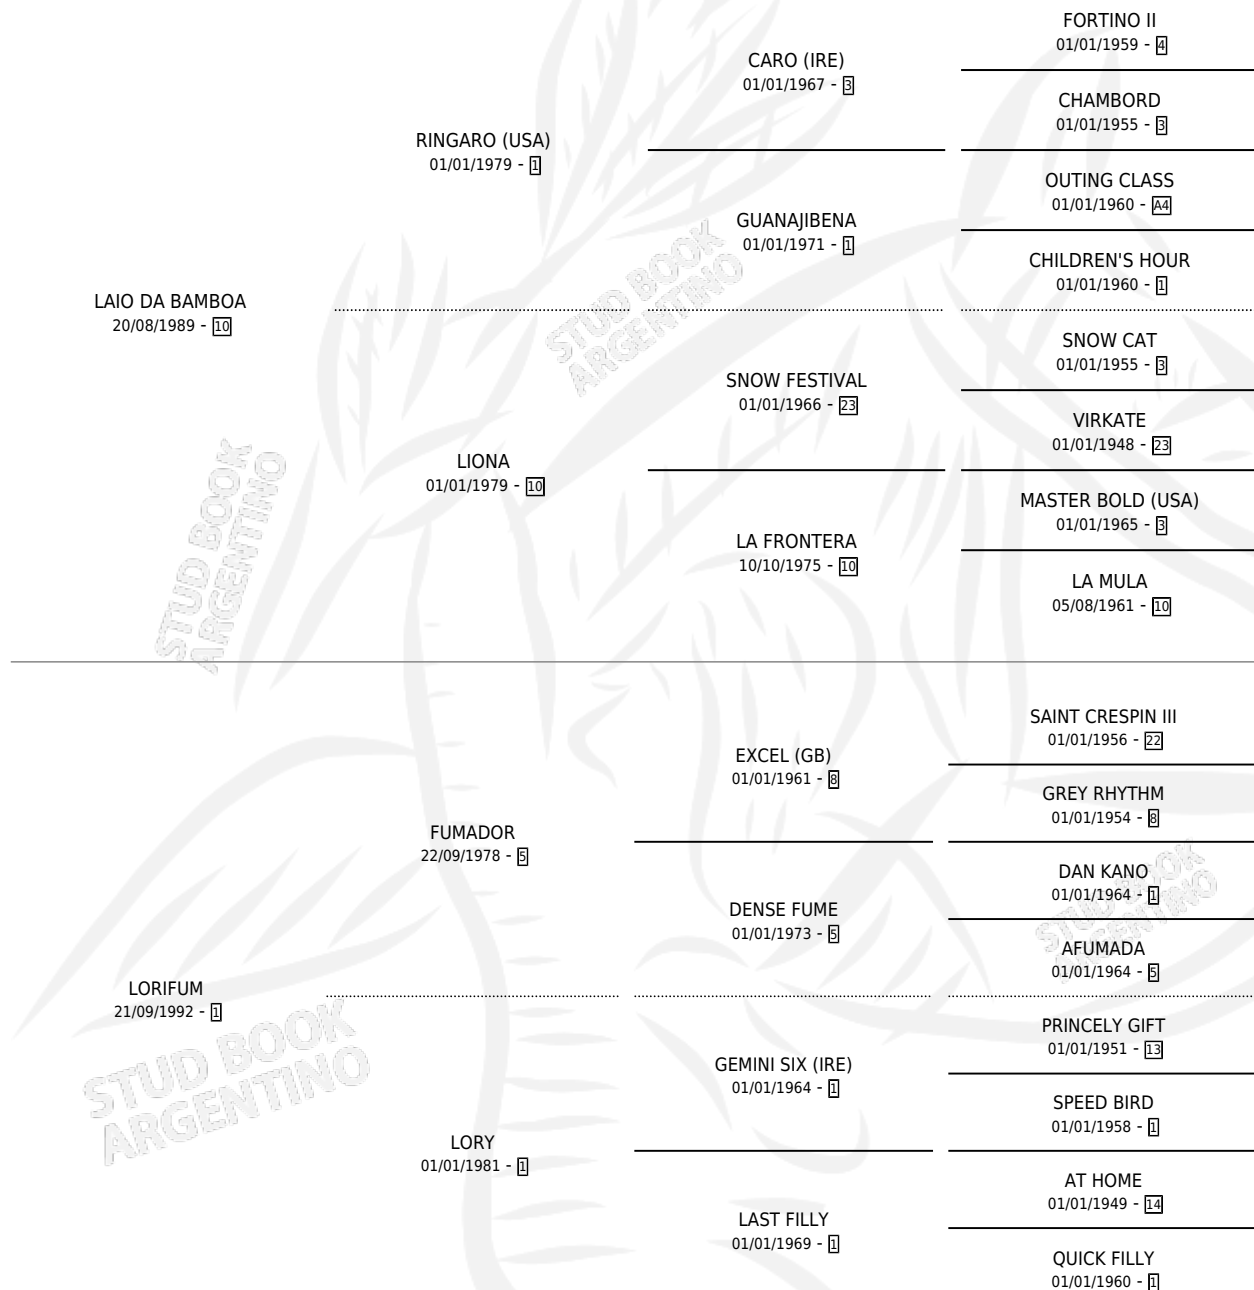 FORTINO II
01/01/1959 - 4
CARO (IRE)
01/01/1967 - 3
CHAMBORD
01/01/1955 - 3
RINGARO (USA)
01/01/1979 - 1
OUTING CLASS
01/01/1960 - A4
GUANAJIBENA
01/01/1971 - 1
CHILDREN'S HOUR
01/01/1960 - 1
LAIO DA BAMBOA
20/08/1989 - 10
SNOW CAT
01/01/1955 - 3
SNOW FESTIVAL
01/01/1966 - 23
VIRKATE
01/01/1948 - 23
LIONA
01/01/1979 - 10
MASTER BOLD (USA)
01/01/1965 - 3
LA FRONTERA
10/10/1975 - 10
LA MULA
05/08/1961 - 10
SAINT CRESPIN III
01/01/1956 - 22
EXCEL (GB)
01/01/1961 - 8
GREY RHYTHM
01/01/1954 - 8
FUMADOR
22/09/1978 - 5
DAN KANO
01/01/1964 - 1
DENSE FUME
01/01/1973 - 5
AFUMADA
01/01/1964 - 5
LORIFUM
21/09/1992 - 1
PRINCELY GIFT
01/01/1951 - 13
GEMINI SIX (IRE)
01/01/1964 - 1
SPEED BIRD
01/01/1958 - 1
LORY
01/01/1981 - 1
AT HOME
01/01/1949 - 14
LAST FILLY
01/01/1969 - 1
QUICK FILLY
01/01/1960 - 1
STUD BOOK
ARGENTINO
STUD BOOK
ARGENTINO
STUD BOOK
ARGENTINO
STUD BOOK
ARGENTINO